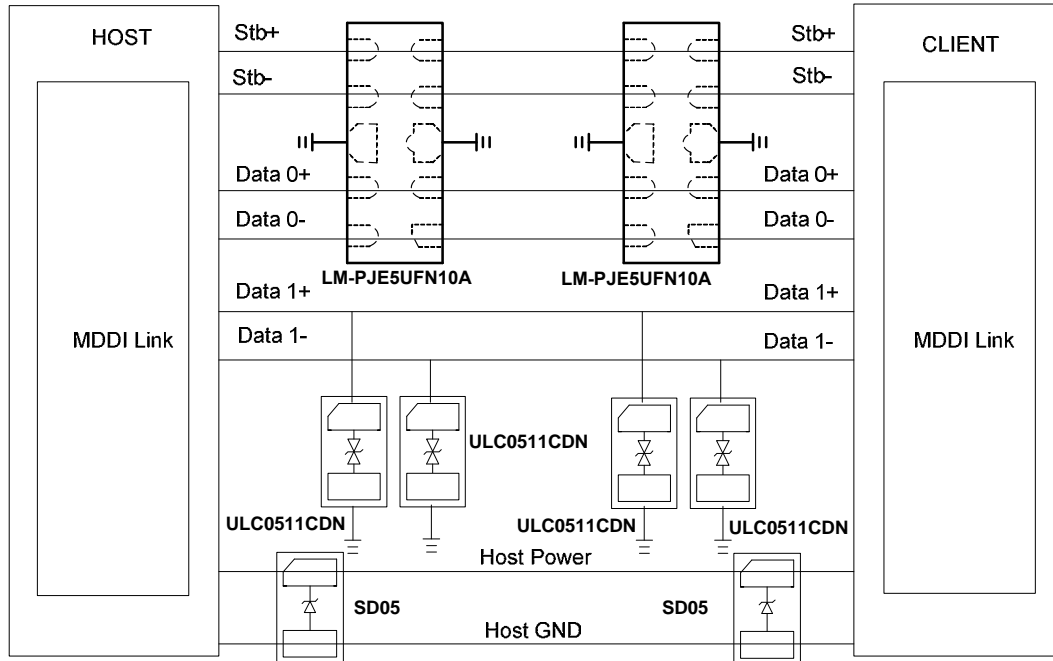 HOST
CLIENT
Stb+
Stb+
Stb-
Stb-
Data 0+
Data 0+
Data 0-
Data 0-
LM-PJE5UFN10A
LM-PJE5UFN10A
Data 1+
Data 1+
MDDI Link
Data 1-
Data 1-
MDDI Link
ULC0511CDN
ULC0511CDN
ULC0511CDN
ULC0511CDN
Host Power
SD05
SD05
Host GND